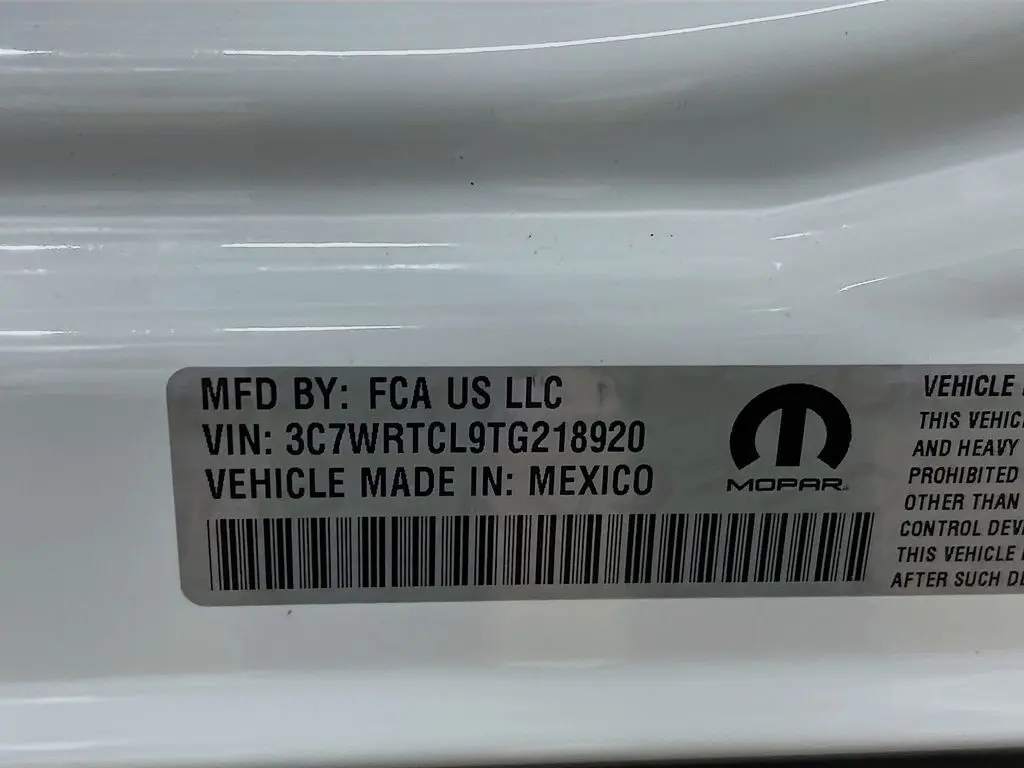 MFD BY: FCA US LLC
VIN: 3C7WRTCL9TG218920
VEHICLE MADE IN: MEXICO
MOPAR
VEHICLE
THIS VEHIC
AND HEAVY
PROHIBITED
OTHER THAN
CONTROL DEV
THIS VEHICLE
AFTER SUCH DE